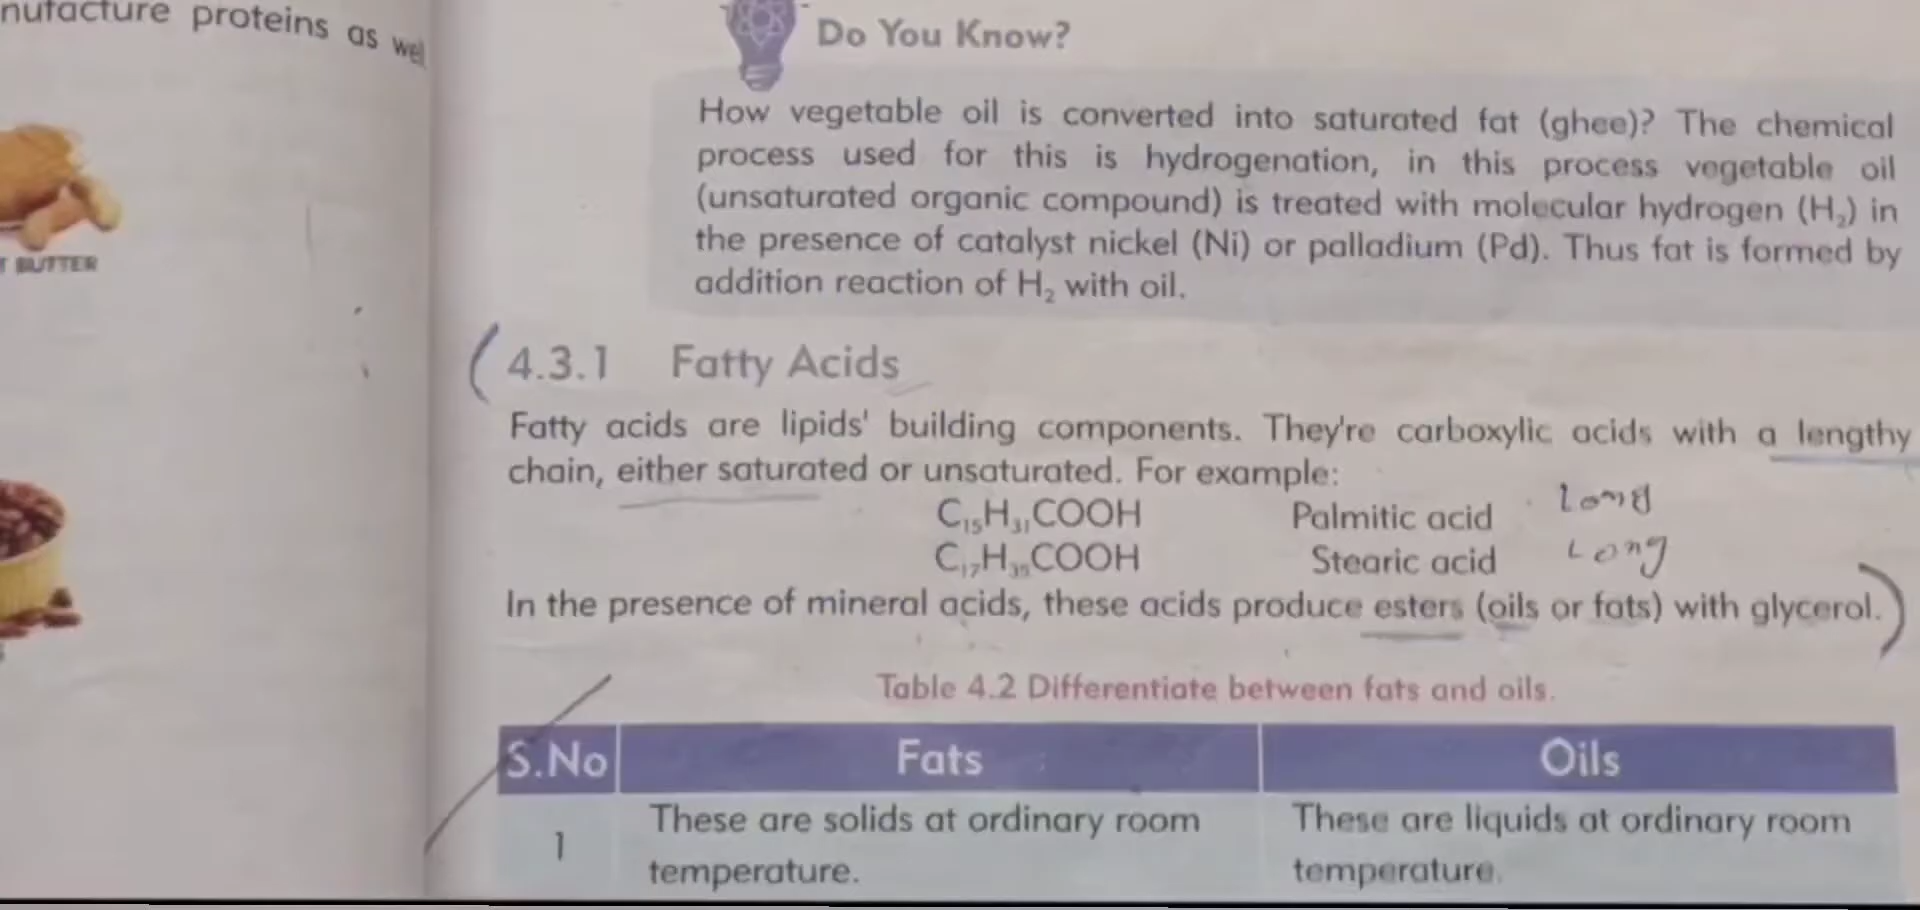 nufacture proteins as wel
T BUTTER
Do You Know?
How vegetable oil is converted into saturated fat (ghee)? The chemical
process used for this is hydrogenation, in this process vegetable oil
(unsaturated organic compound) is treated with molecular hydrogen (H₂) in
the presence of catalyst nickel (Ni) or palladium (Pd). Thus fat is formed by
addition reaction of H₂ with oil.
4.3.1 Fatty Acids
Fatty acids are lipids' building components. They're carboxylic acids with a lengthy
chain, either saturated or unsaturated. For example:
C₁₅H₃₁COOH Palmitic acid Long
C₁₇H₃₅COOH Stearic acid Long
In the presence of mineral acids, these acids produce esters (oils or fats) with glycerol.
Table 4.2 Differentiate between fats and oils.
S.No Fats Oils
1 These are solids at ordinary room These are liquids at ordinary room
temperature. temperature.